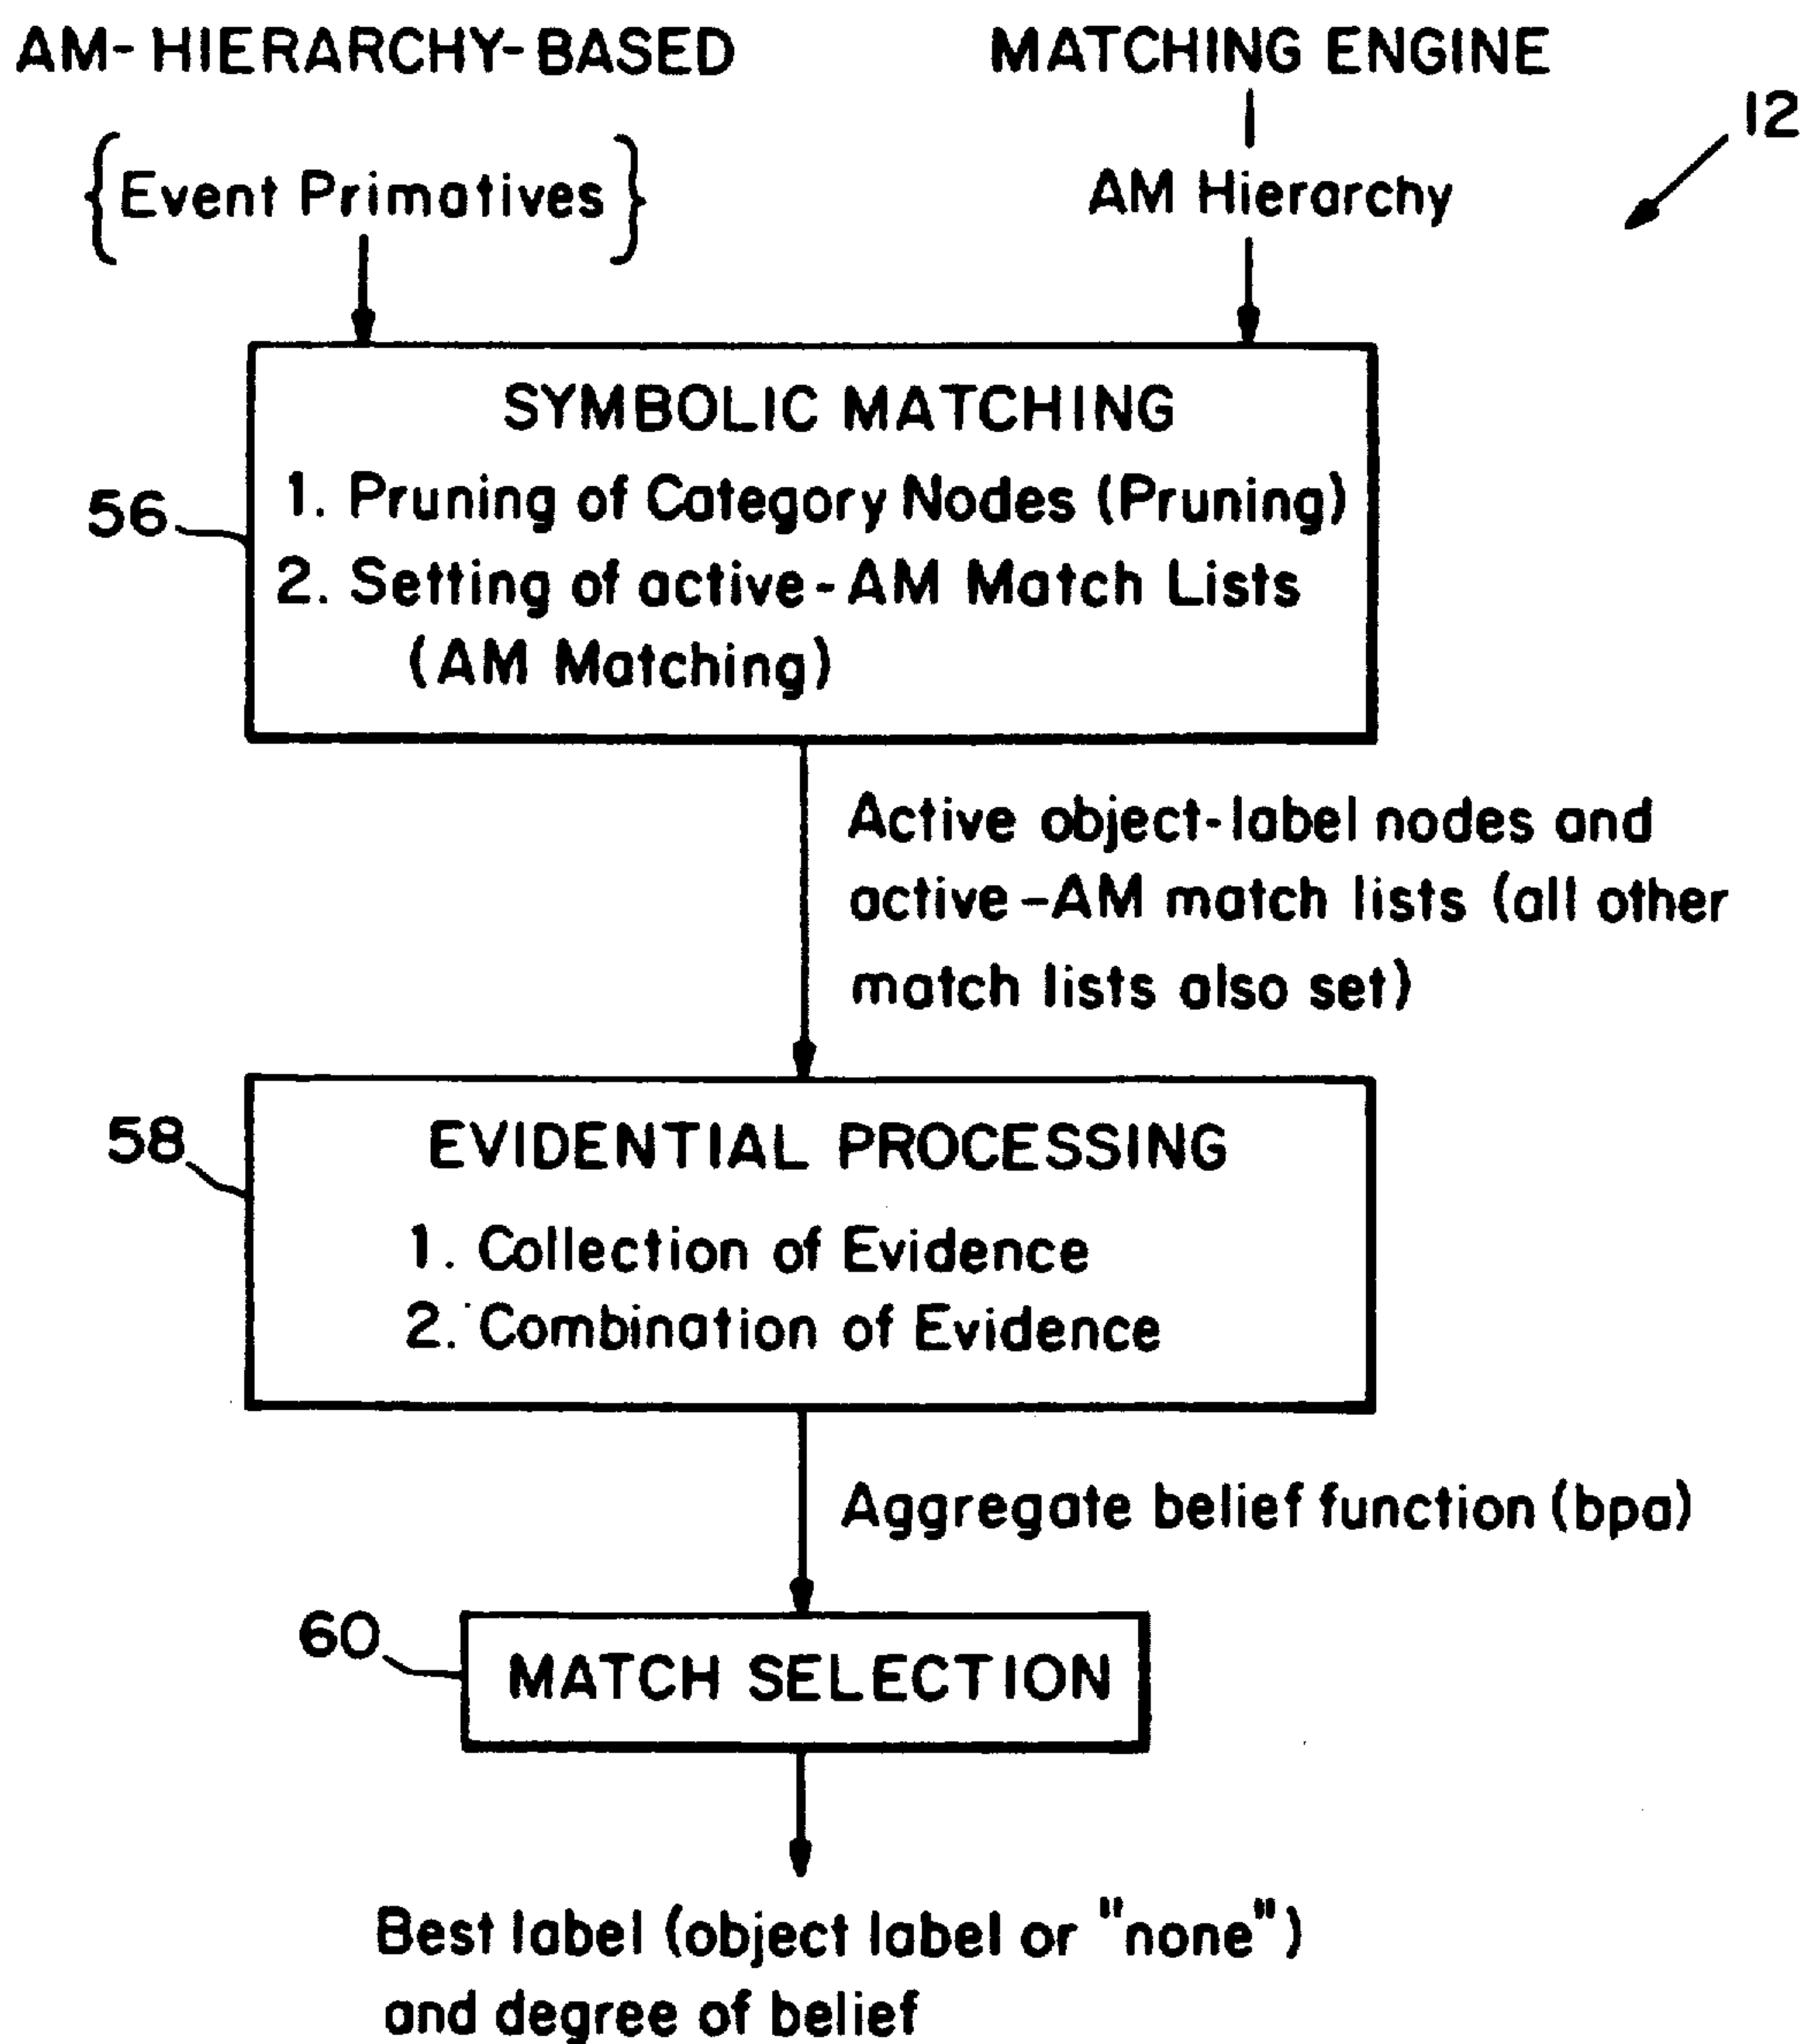 AM-HIERARCHY-BASED MATCHING ENGINE
12
{Event Primatives} AM Hierarchy
SYMBOLIC MATCHING
56
1. Pruning of Category Nodes (Pruning)
2. Setting of active-AM Match Lists
(AM Matching)
Active object-label nodes and
active-AM match lists (all other
match lists also set)
58
EVIDENTIAL PROCESSING
1. Collection of Evidence
2. Combination of Evidence
Aggregate belief function (bpa)
60
MATCH SELECTION
Best label (object label or "none")
and degree of belief